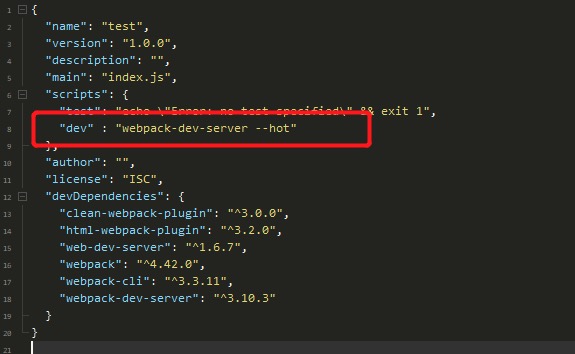 1 {
2 "name": "test",
3 "version": "1.0.0",
4 "description": "",
5 "main": "index.js",
6 "scripts": {
7 "test": "echo \"Error: no test specified\" && exit 1",
8 "dev" : "webpack-dev-server --hot"
9 },
10 "author": "",
11 "license": "ISC",
12 "devDependencies": {
13 "clean-webpack-plugin": "^3.0.0",
14 "html-webpack-plugin": "^3.2.0",
15 "web-dev-server": "^1.6.7",
16 "webpack": "^4.42.0",
17 "webpack-cli": "^3.3.11",
18 "webpack-dev-server": "^3.10.3"
19 }
20 }
21